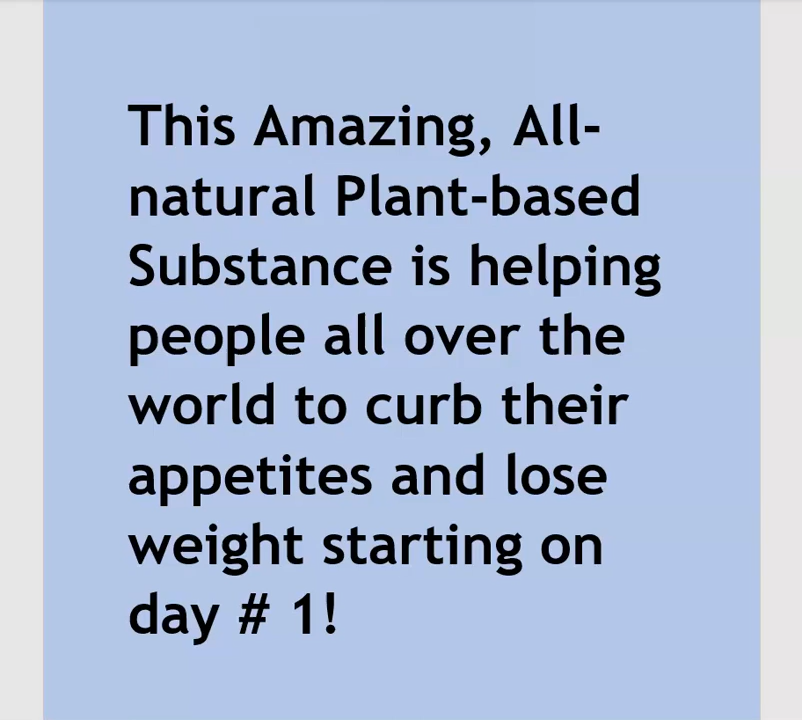 This Amazing, All-
natural Plant-based
Substance is helping
people all over the
world to curb their
appetites and lose
weight starting on
day # 1!